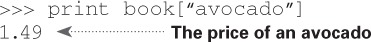 >>> print book["avocado"]
1.49 The price of an avocado